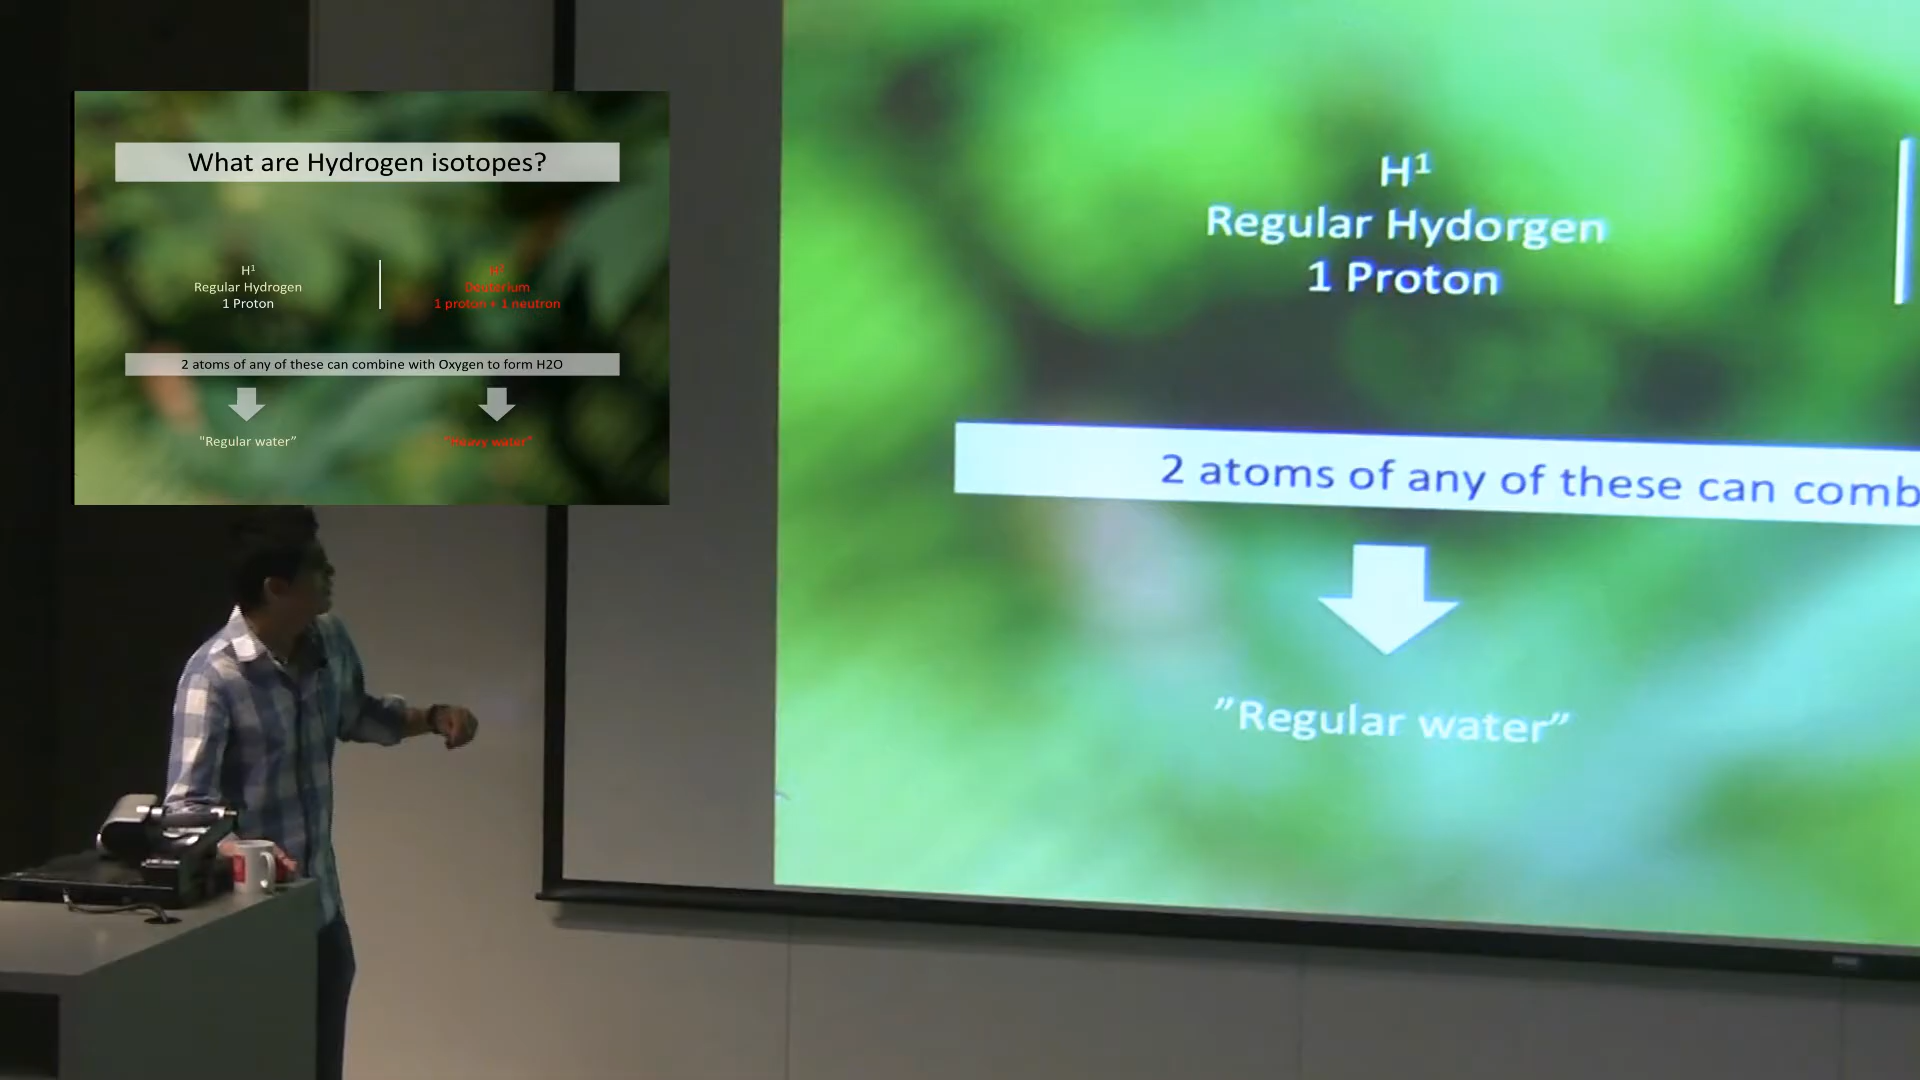 What are Hydrogen isotopes?
H¹
Regular Hydrogen
1 Proton
Deuterium
1 proton + 1 neutron
2 atoms of any of these can combine with Oxygen to form H2O
"Regular water”
"Heavy water"
H¹
Regular Hydorgen
1 Proton
2 atoms of any of these can comb
”Regular water”